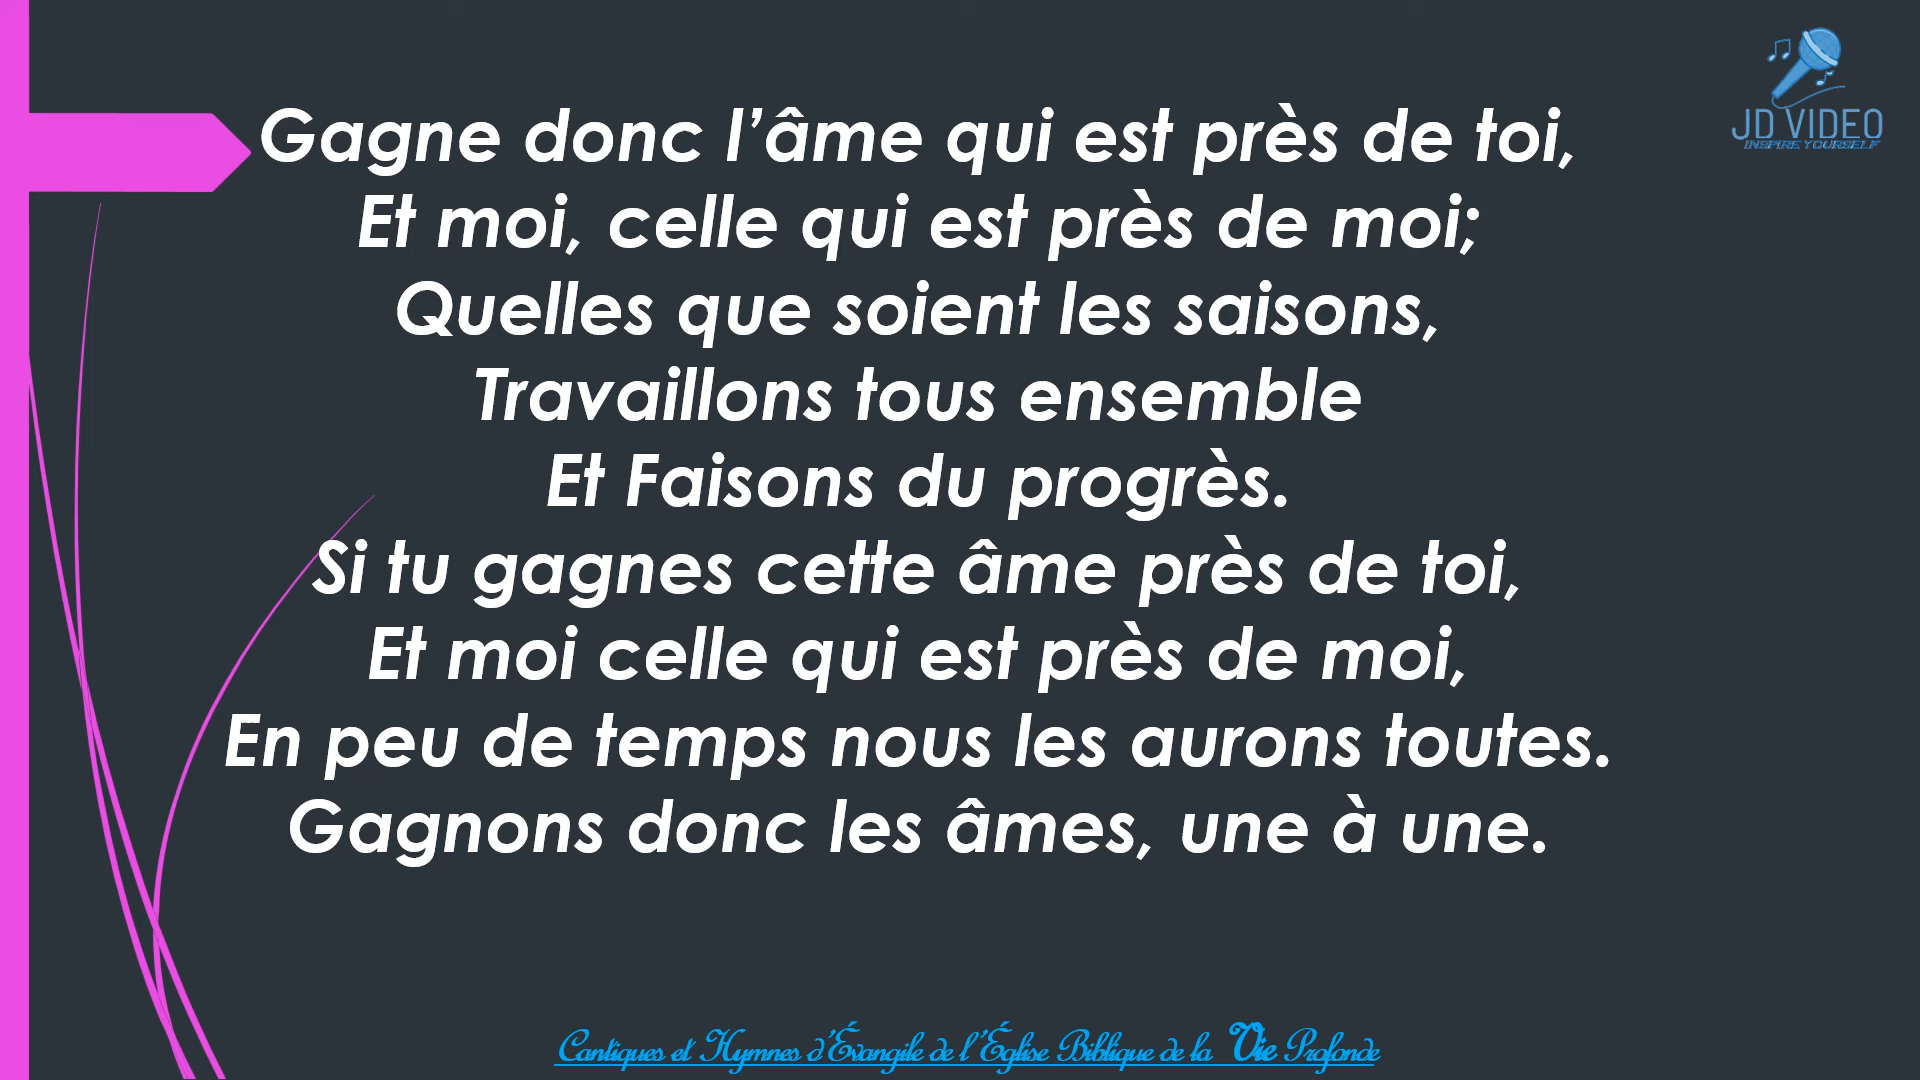 JD VIDEO
INSPIRE YOURSELF
Gagne donc l’âme qui est près de toi,
Et moi, celle qui est près de moi;
Quelles que soient les saisons,
Travaillons tous ensemble
Et Faisons du progrès.
Si tu gagnes cette âme près de toi,
Et moi celle qui est près de moi,
En peu de temps nous les aurons toutes.
Gagnons donc les âmes, une à une.
Cantiques et Hymnes d’Évangile de l’Église Biblique de la Vie Profonde